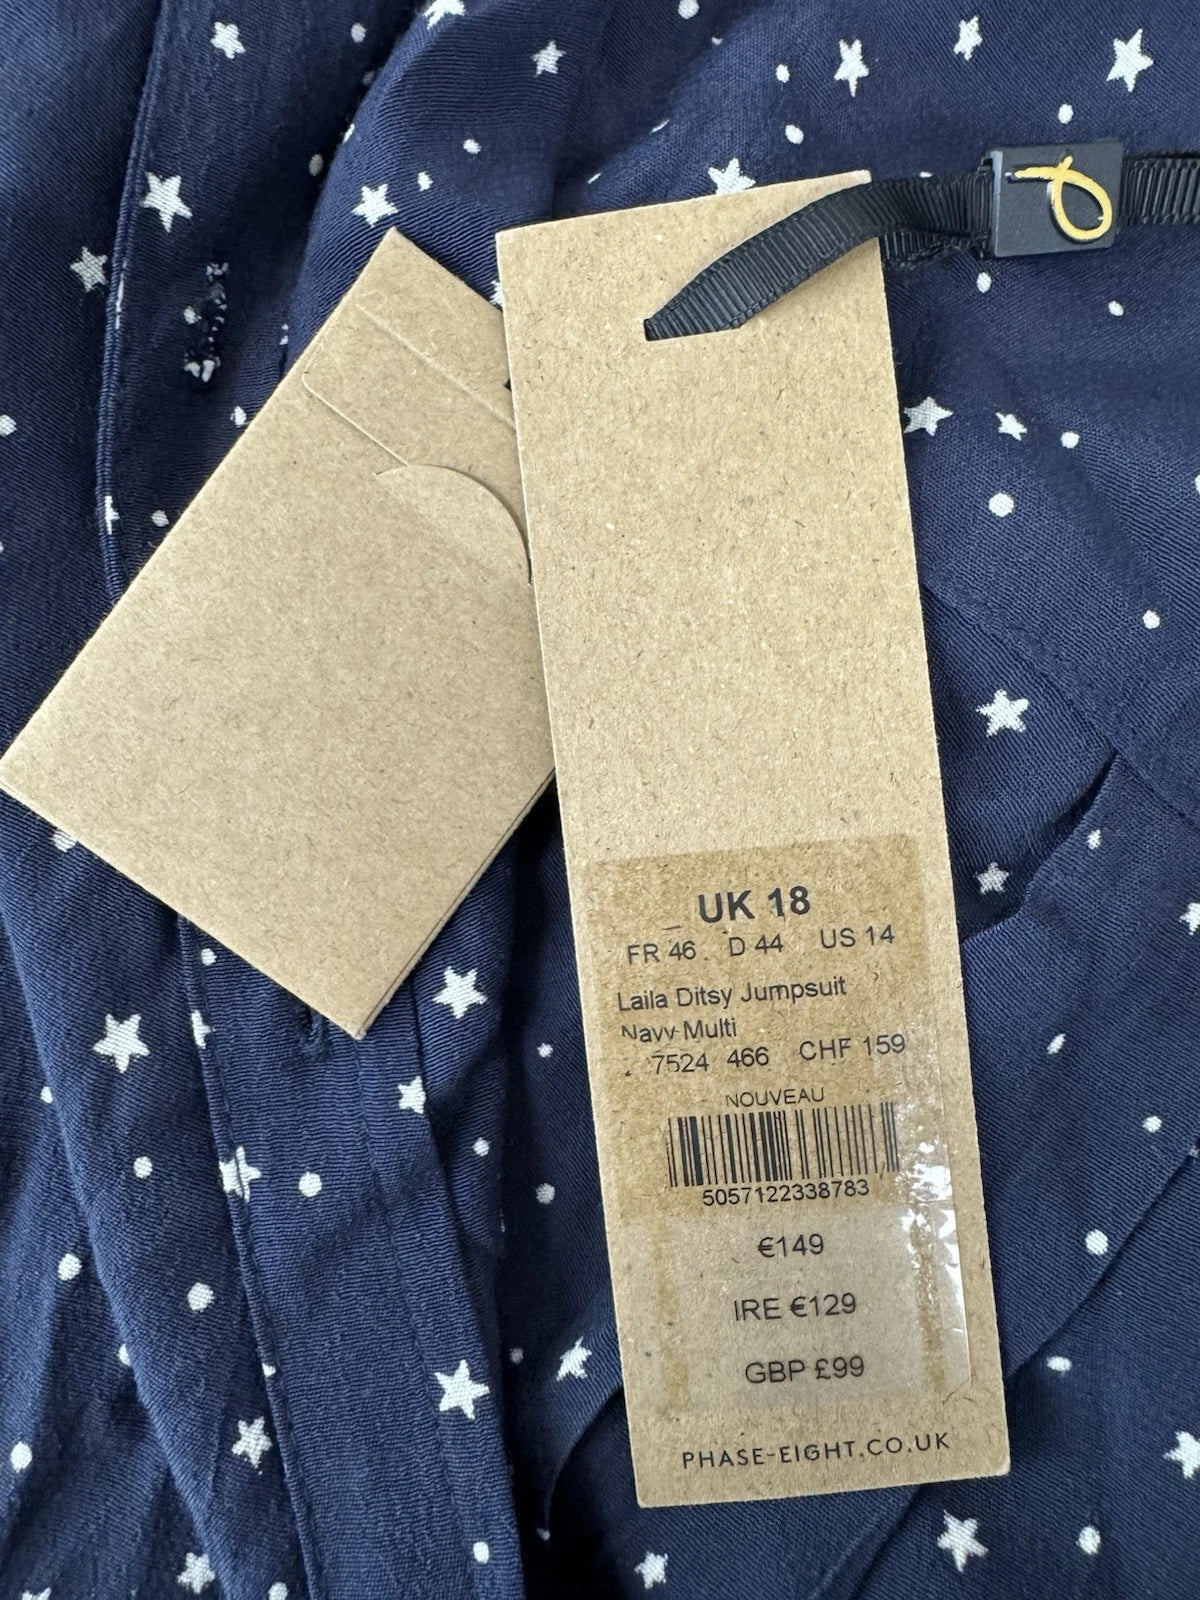 UK 18
FR 46 D 44 US 14
Laila Ditsy Jumpsuit
Navy Multi
7524 466 CHF 159
NOUVEAU
5057122338783
€149
IRE €129
GBP £99
PHASE-EIGHT.CO.UK